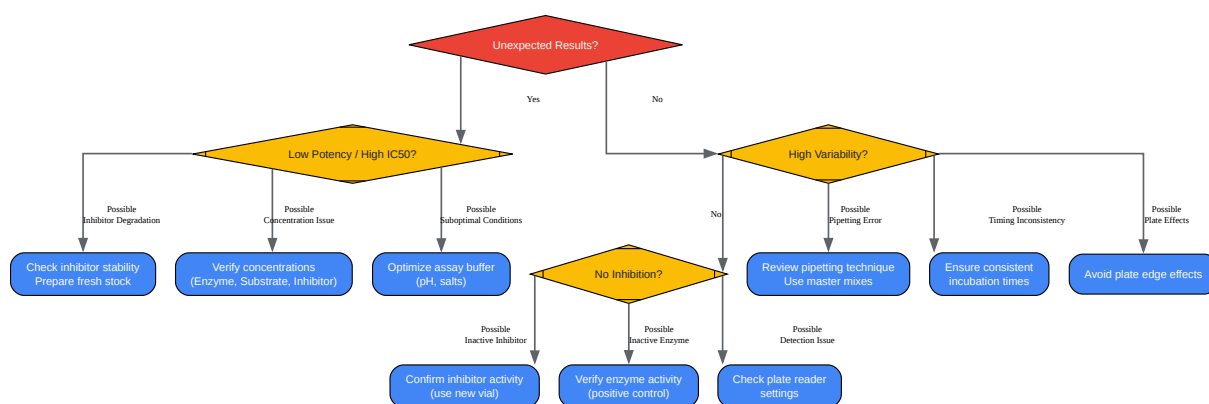 Unexpected Results?
Yes
No
Low Potency / High IC50?
High Variability?
Possible
Inhibitor Degradation
Possible
Concentration Issue
Possible
Suboptimal Conditions
No
Possible
Pipetting Error
Possible
Timing Inconsistency
Possible
Plate Effects
Check inhibitor stability
Prepare fresh stock
Verify concentrations
(Enzyme, Substrate, Inhibitor)
Optimize assay buffer
(pH, salts)
No Inhibition?
Review pipetting technique
Use master mixes
Ensure consistent
incubation times
Avoid plate edge effects
Possible
Inactive Inhibitor
Possible
Inactive Enzyme
Possible
Detection Issue
Confirm inhibitor activity
(use new vial)
Verify enzyme activity
(positive control)
Check plate reader
settings